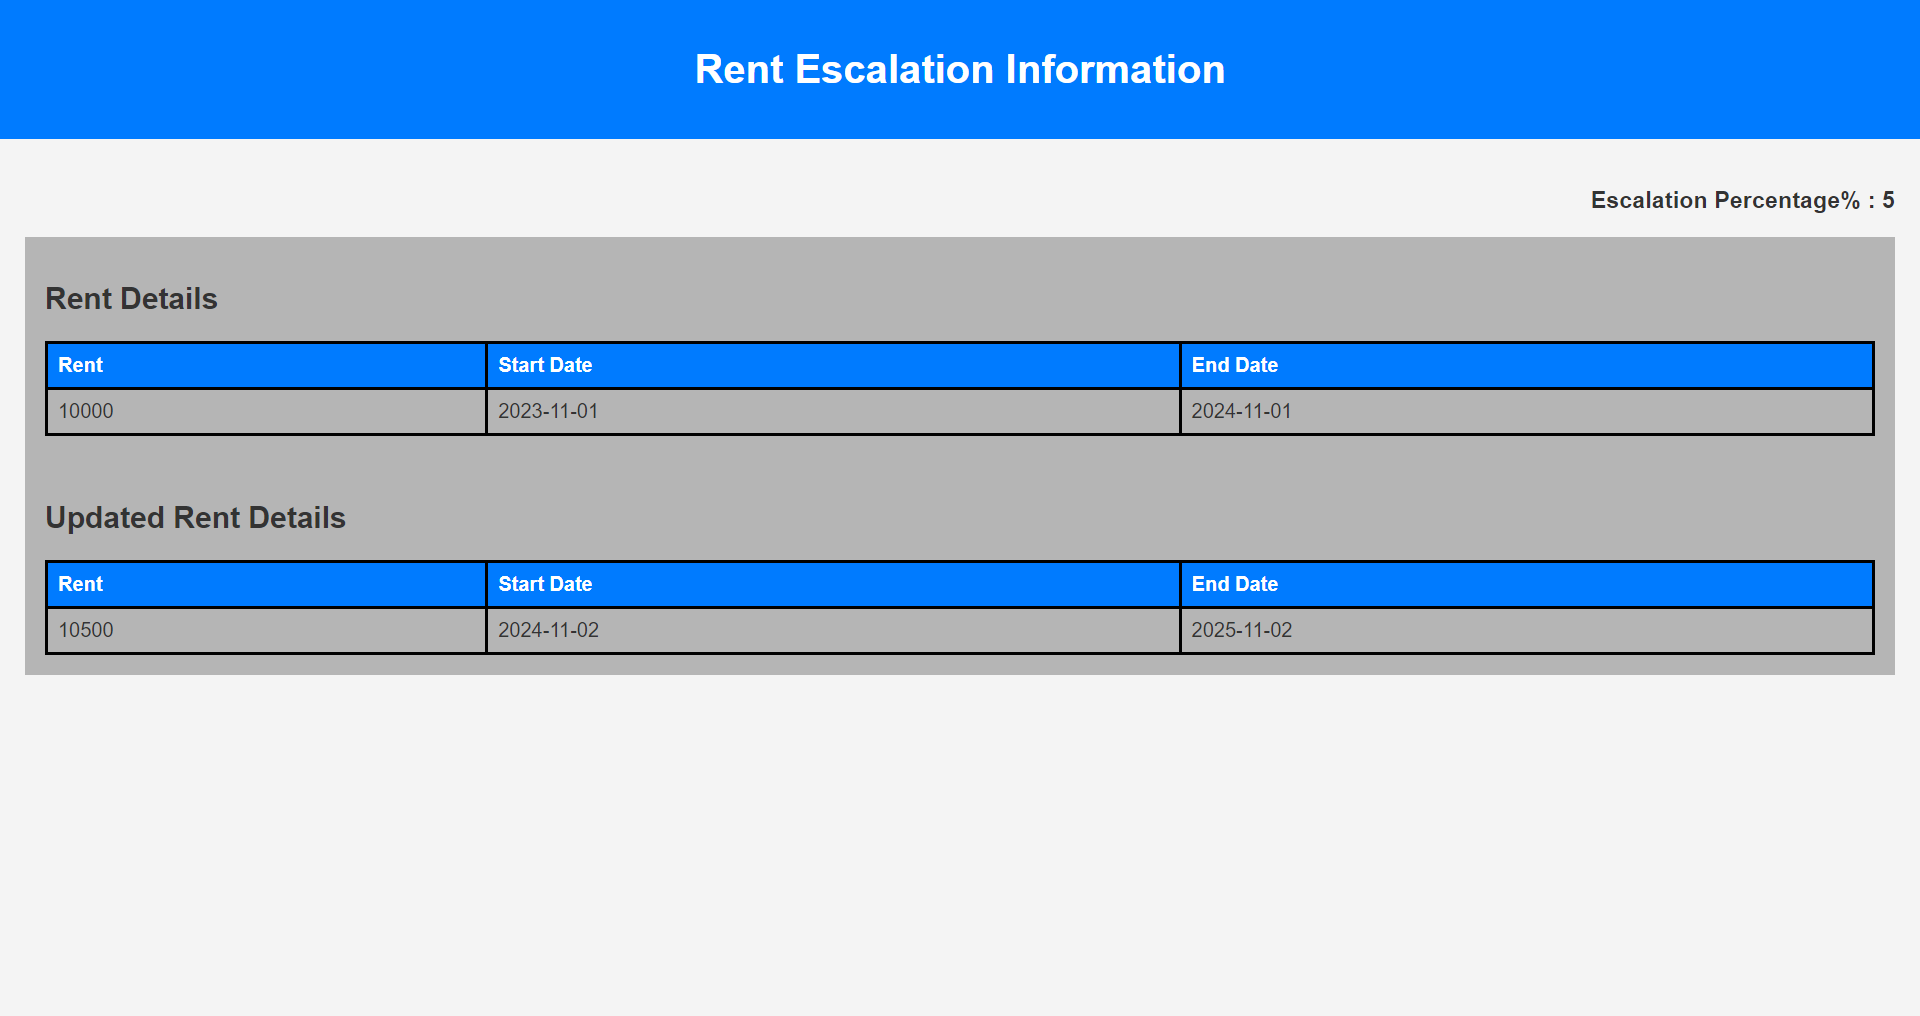 Rent Escalation Information
Escalation Percentage% : 5
Rent Details
Rent Start Date End Date
10000 2023-11-01 2024-11-01
Updated Rent Details
Rent Start Date End Date
10500 2024-11-02 2025-11-02